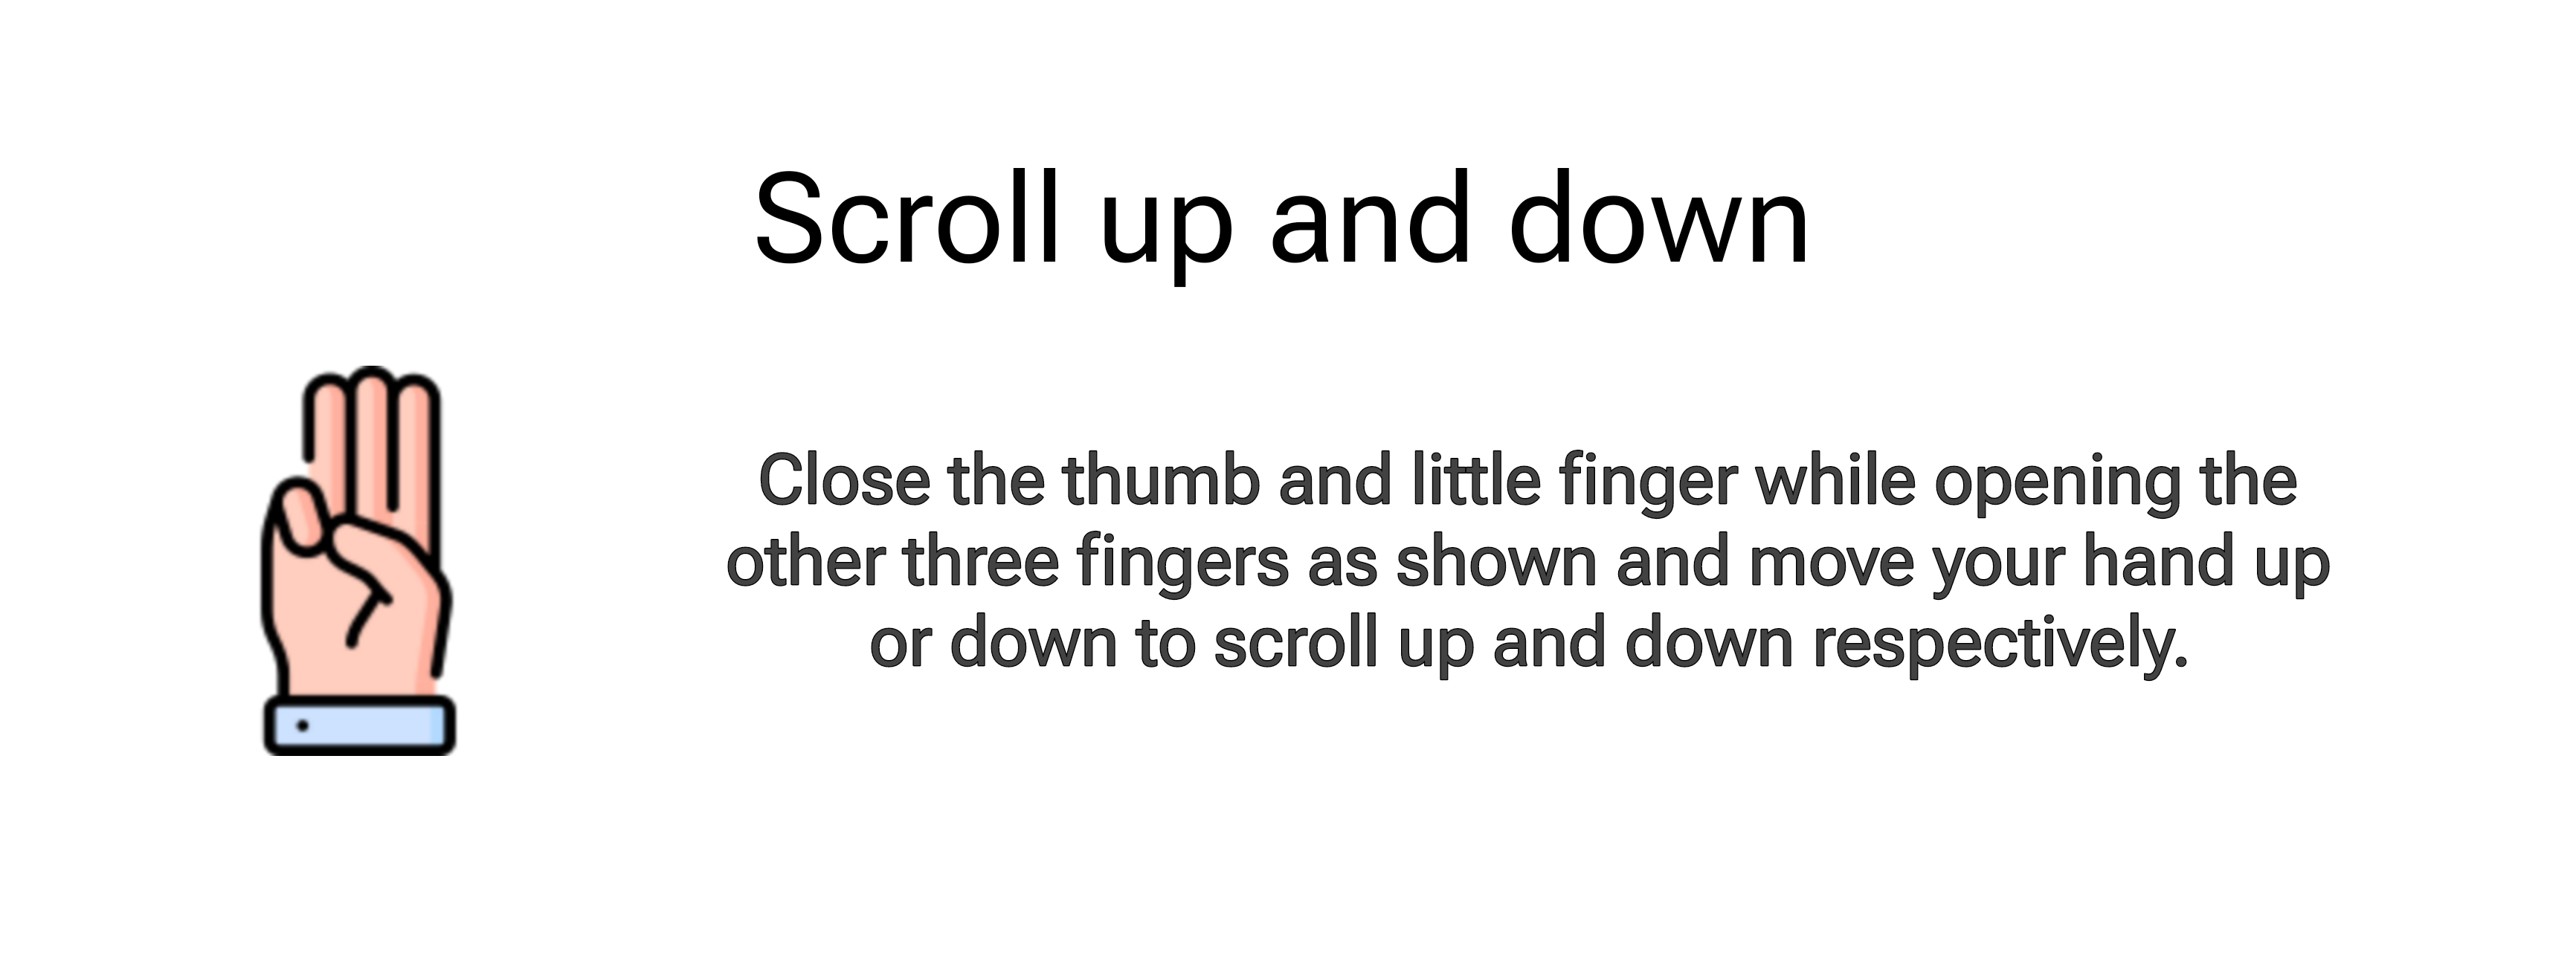 Scroll up and down
Close the thumb and little finger while opening the
other three fingers as shown and move your hand up
or down to scroll up and down respectively.